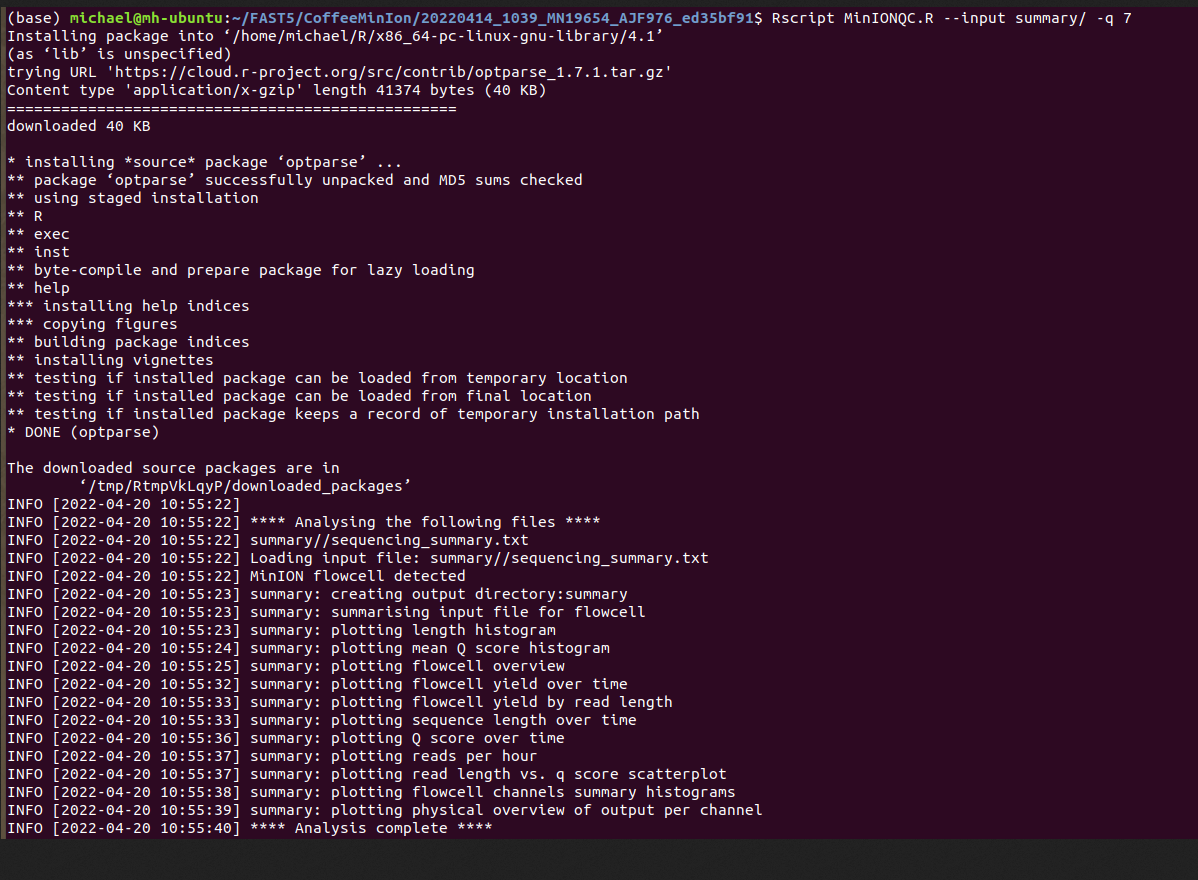 (base) michael@mh-ubuntu:~/FAST5/CoffeeMinIon/20220414_1039_MN19654_AJF976_ed35bf91$ Rscript MinIONQC.R --input summary/ -q 7
Installing package into ‘/home/michael/R/x86_64-pc-linux-gnu-library/4.1’
(as ‘lib’ is unspecified)
trying URL 'https://cloud.r-project.org/src/contrib/optparse_1.7.1.tar.gz'
Content type 'application/x-gzip' length 41374 bytes (40 KB)
==================================================
downloaded 40 KB

* installing *source* package ‘optparse’ ...
** package ‘optparse’ successfully unpacked and MD5 sums checked
** using staged installation
** R
** exec
** inst
** byte-compile and prepare package for lazy loading
** help
*** installing help indices
*** copying figures
** building package indices
** installing vignettes
** testing if installed package can be loaded from temporary location
** testing if installed package can be loaded from final location
** testing if installed package keeps a record of temporary installation path
* DONE (optparse)

The downloaded source packages are in
        ‘/tmp/RtmpVkLqyP/downloaded_packages’
INFO [2022-04-20 10:55:22]
INFO [2022-04-20 10:55:22] **** Analysing the following files ****
INFO [2022-04-20 10:55:22] summary//sequencing_summary.txt
INFO [2022-04-20 10:55:22] Loading input file: summary//sequencing_summary.txt
INFO [2022-04-20 10:55:22] MinION flowcell detected
INFO [2022-04-20 10:55:23] summary: creating output directory:summary
INFO [2022-04-20 10:55:23] summary: summarising input file for flowcell
INFO [2022-04-20 10:55:23] summary: plotting length histogram
INFO [2022-04-20 10:55:24] summary: plotting mean Q score histogram
INFO [2022-04-20 10:55:25] summary: plotting flowcell overview
INFO [2022-04-20 10:55:32] summary: plotting flowcell yield over time
INFO [2022-04-20 10:55:33] summary: plotting flowcell yield by read length
INFO [2022-04-20 10:55:33] summary: plotting sequence length over time
INFO [2022-04-20 10:55:36] summary: plotting Q score over time
INFO [2022-04-20 10:55:37] summary: plotting reads per hour
INFO [2022-04-20 10:55:37] summary: plotting read length vs. q score scatterplot
INFO [2022-04-20 10:55:38] summary: plotting flowcell channels summary histograms
INFO [2022-04-20 10:55:39] summary: plotting physical overview of output per channel
INFO [2022-04-20 10:55:40] **** Analysis complete ****